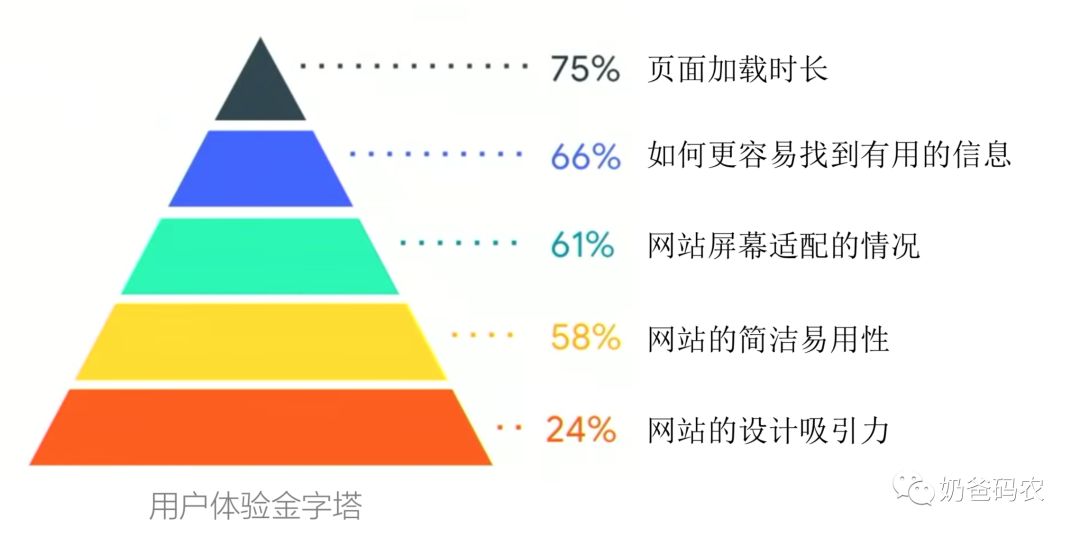 75% 页面加载时长
66% 如何更容易找到有用的信息
61% 网站屏幕适配的情况
58% 网站的简洁易用性
24% 网站的设计吸引力
用户体验金字塔
奶爸码农